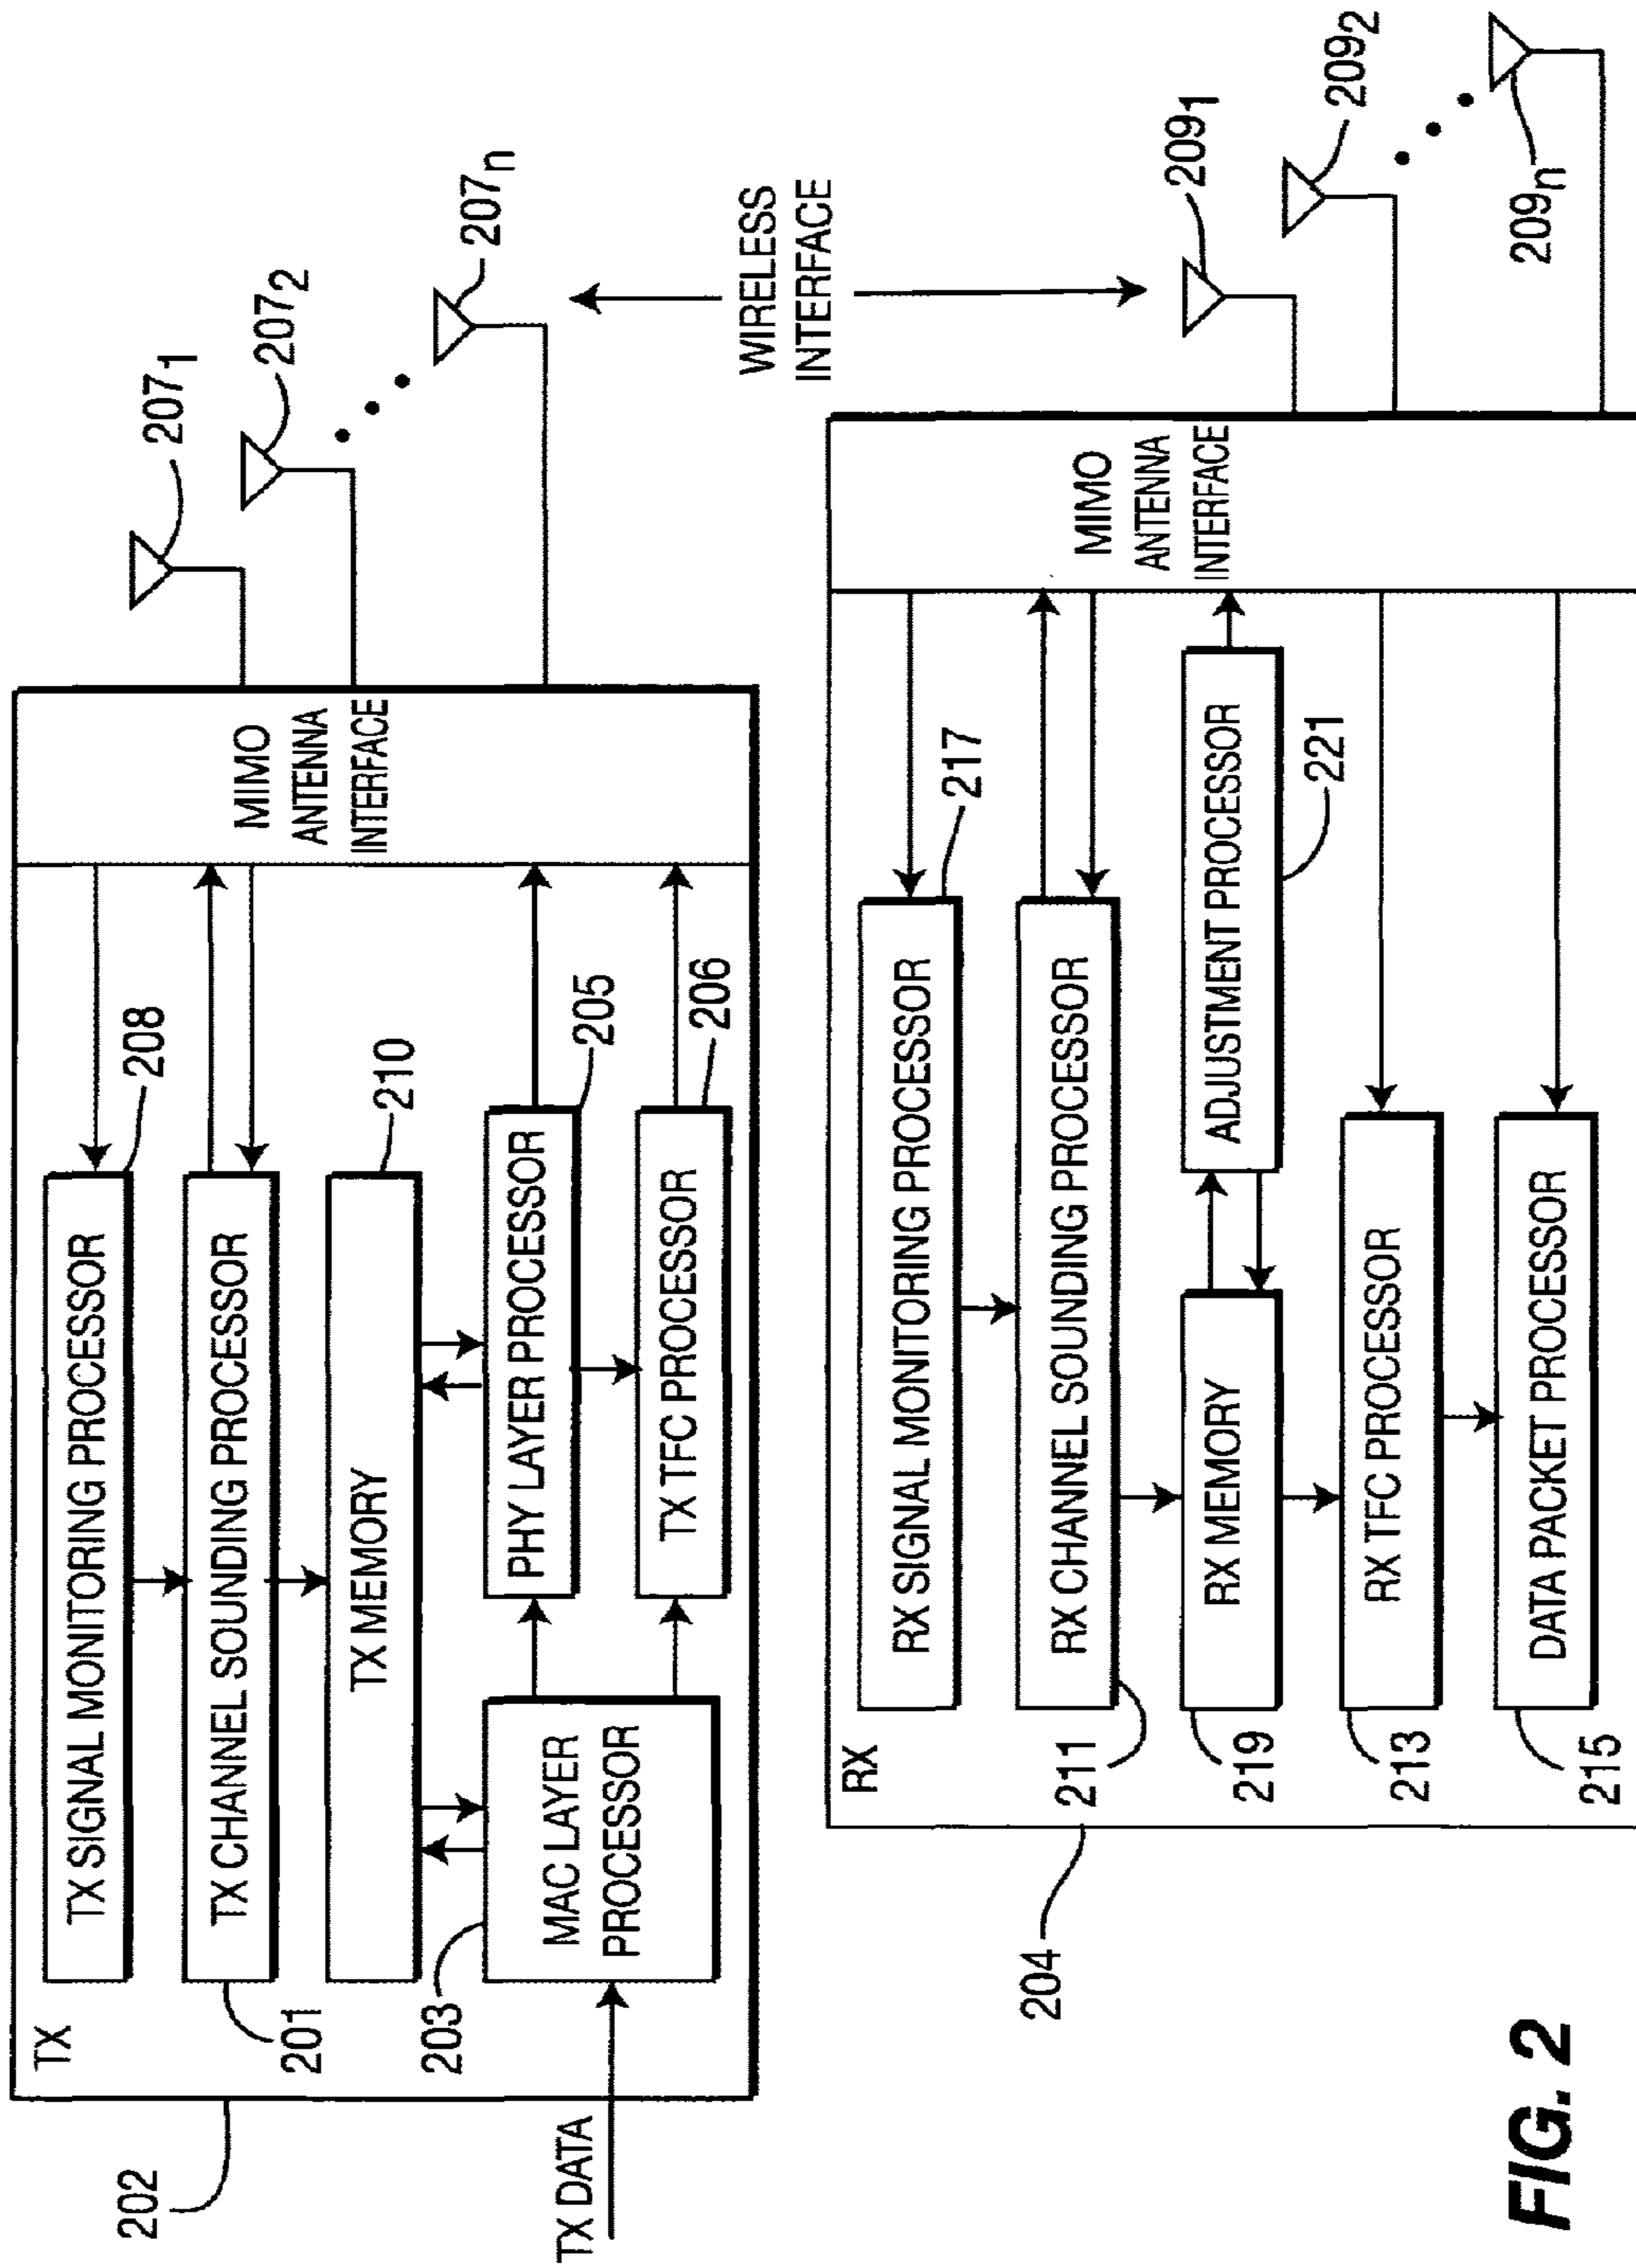 TX
202
TX SIGNAL MONITORING PROCESSOR
208
TX CHANNEL SOUNDING PROCESSOR
201
TX MEMORY
210
MAC LAYER
PROCESSOR
203
TX DATA
PHY LAYER PROCESSOR
205
TX TFC PROCESSOR
206
MIMO
ANTENNA
INTERFACE
207₁
207₂
207ₙ
WIRELESS
INTERFACE
RX
204
RX SIGNAL MONITORING PROCESSOR
217
RX CHANNEL SOUNDING PROCESSOR
211
RX MEMORY
219
ADJUSTMENT PROCESSOR
221
RX TFC PROCESSOR
213
DATA PACKET PROCESSOR
215
MIMO
ANTENNA
INTERFACE
209₁
209₂
209ₙ
FIG. 2